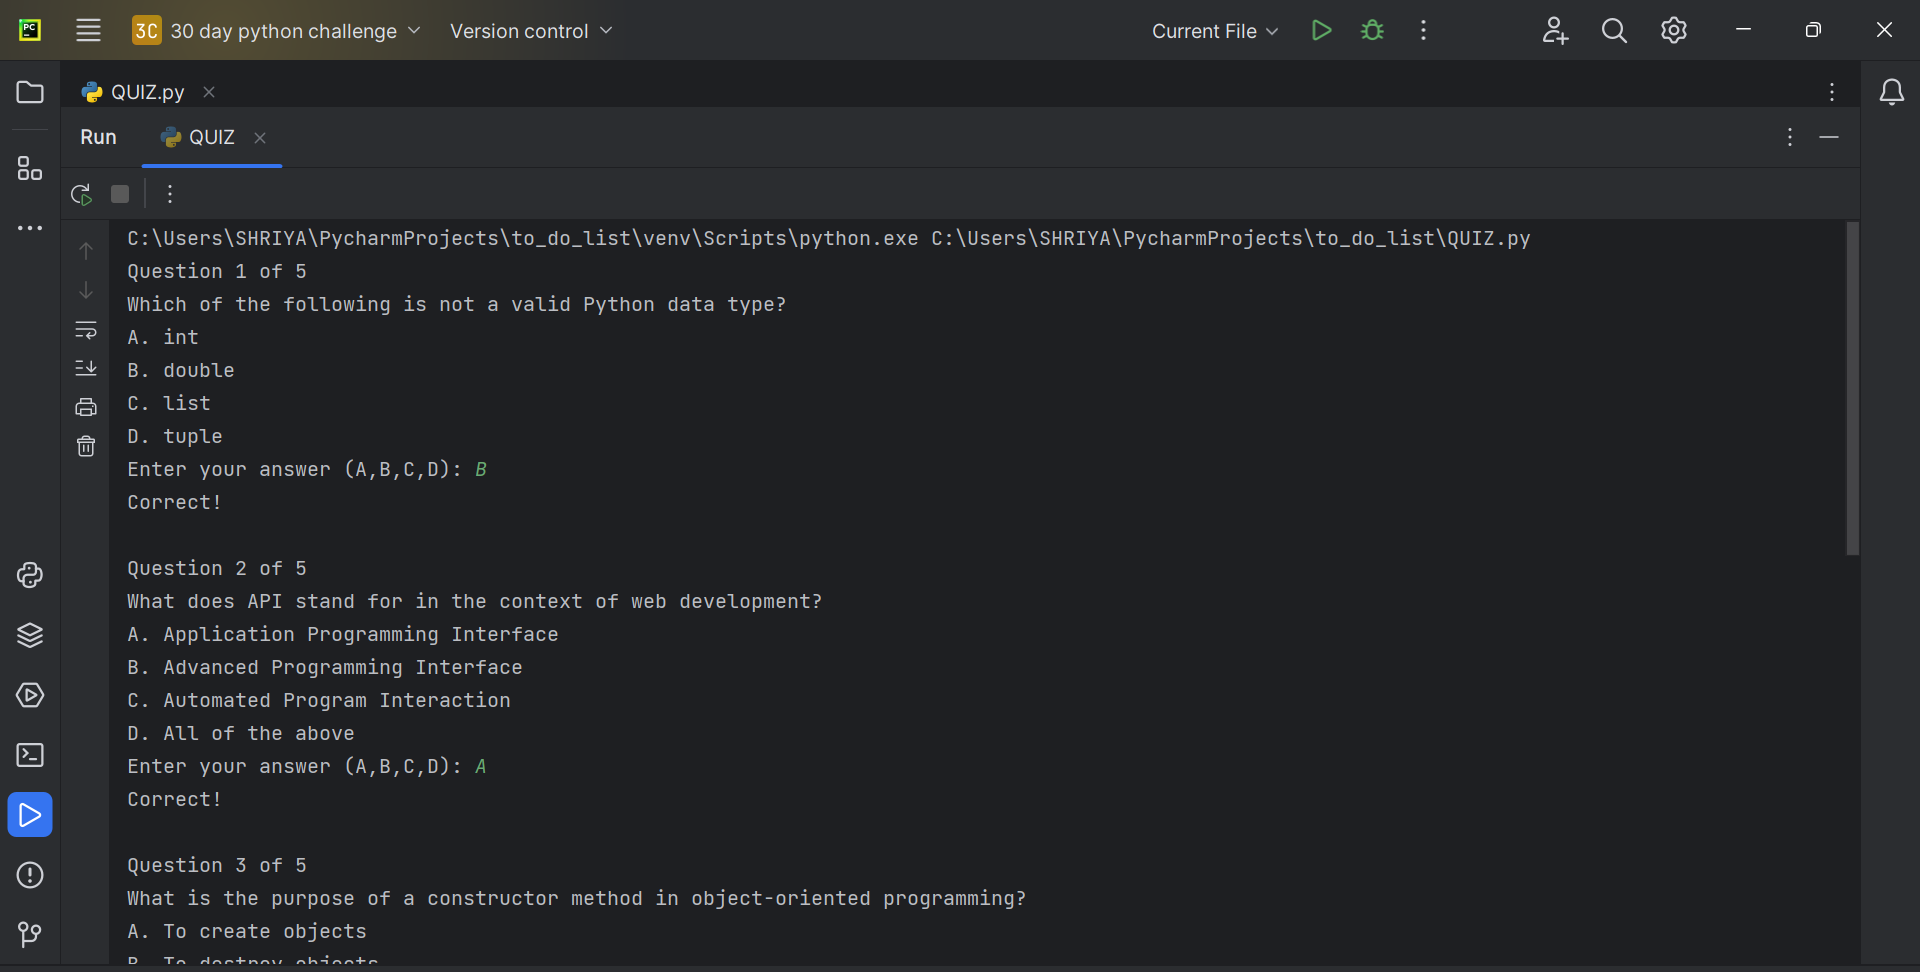 PC
3C 30 day python challenge Version control Current File
QUIZ.py
Run QUIZ
C:\Users\SHRIYA\PycharmProjects\to_do_list\venv\Scripts\python.exe C:\Users\SHRIYA\PycharmProjects\to_do_list\QUIZ.py
Question 1 of 5
Which of the following is not a valid Python data type?
A. int
B. double
C. list
D. tuple
Enter your answer (A,B,C,D): B
Correct!
Question 2 of 5
What does API stand for in the context of web development?
A. Application Programming Interface
B. Advanced Programming Interface
C. Automated Program Interaction
D. All of the above
Enter your answer (A,B,C,D): A
Correct!
Question 3 of 5
What is the purpose of a constructor method in object-oriented programming?
A. To create objects
B. To destroy objects